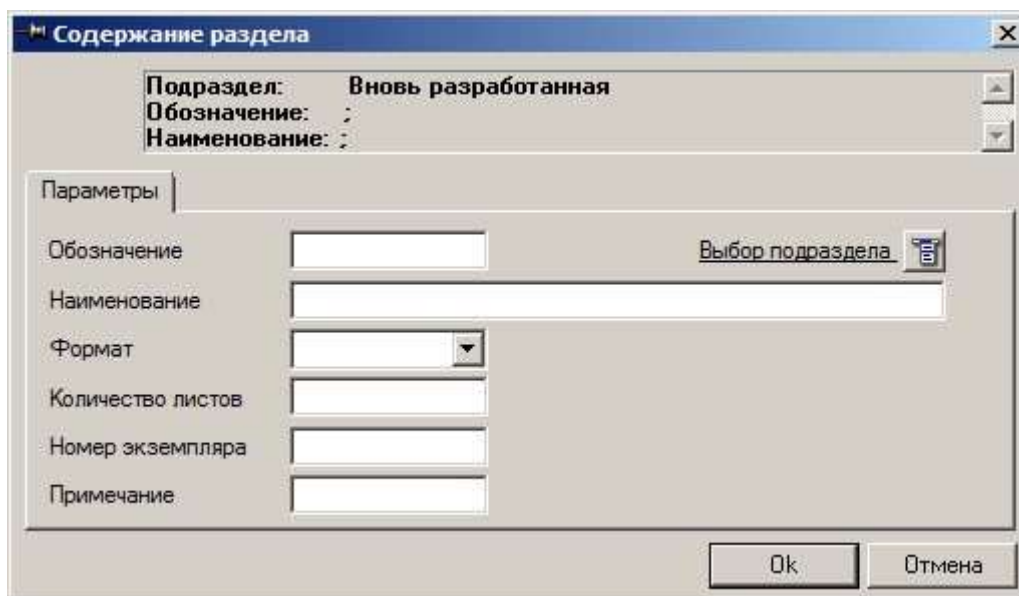 Содержание раздела
Подраздел: Вновь разработанная
Обозначение: ;
Наименование: ;
Параметры
Обозначение
Выбор подраздела
Наименование
Формат
Количество листов
Номер экземпляра
Примечание
Ok
Отмена